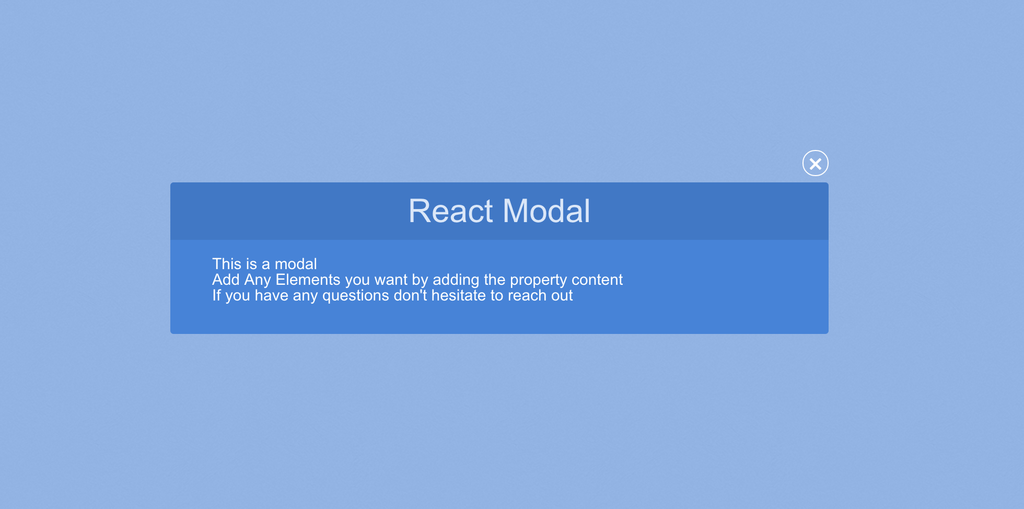 React Modal
This is a modal
Add Any Elements you want by adding the property content
If you have any questions don't hesitate to reach out